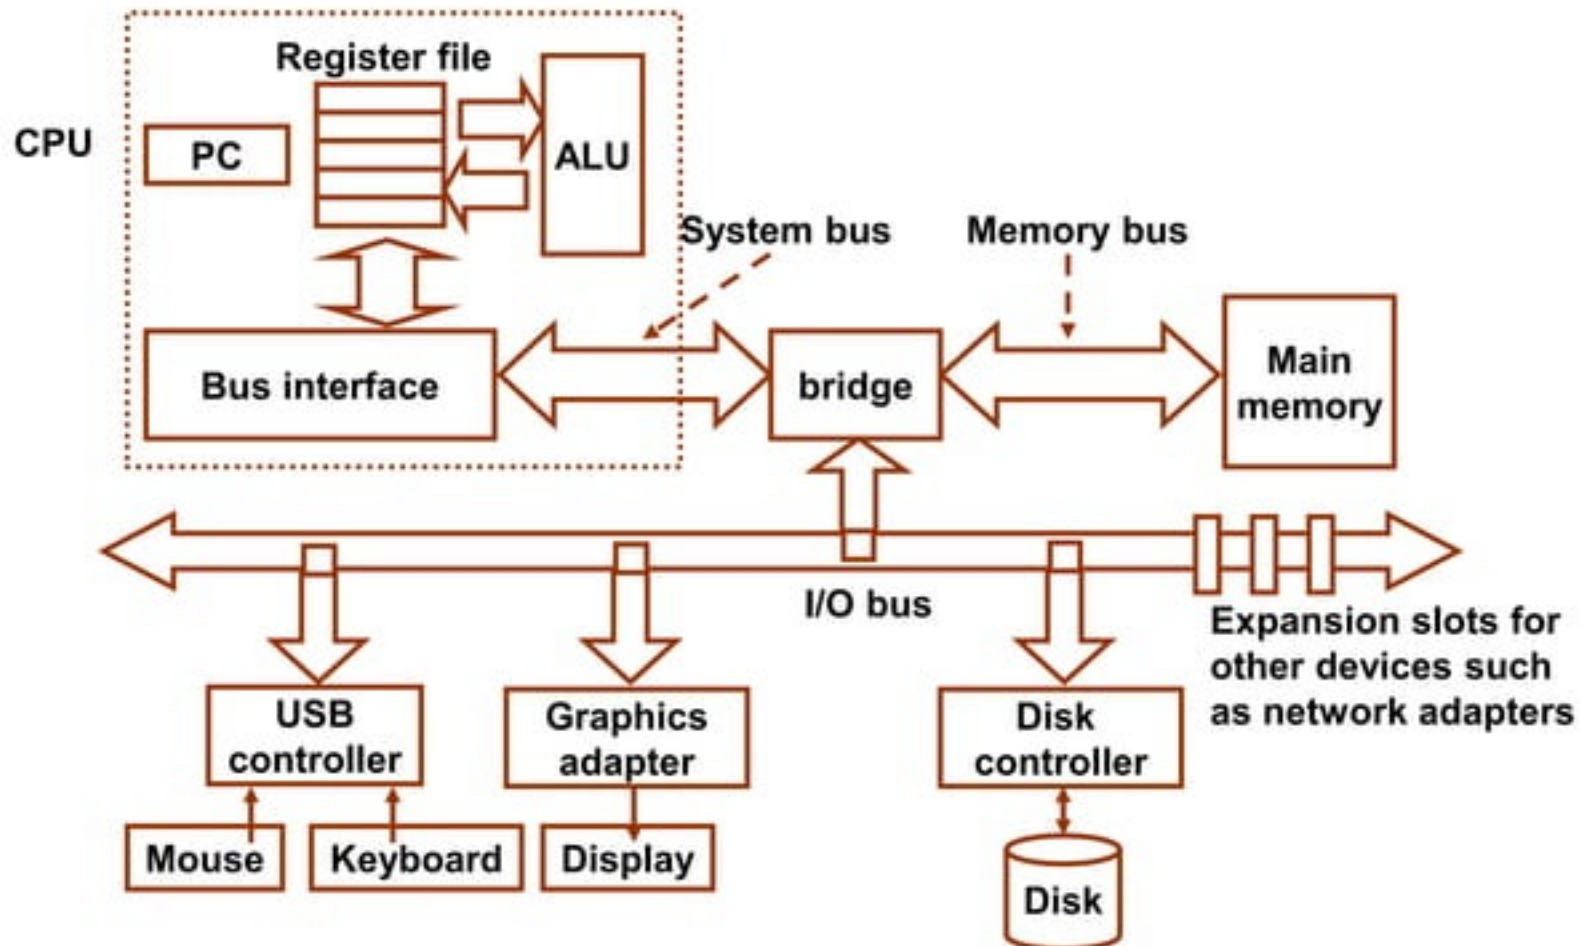 Register file
CPU
PC
ALU
System bus
Memory bus
Bus interface
bridge
Main
memory
I/O bus
Expansion slots for
other devices such
as network adapters
USB
controller
Graphics
adapter
Disk
controller
Mouse
Keyboard
Display
Disk